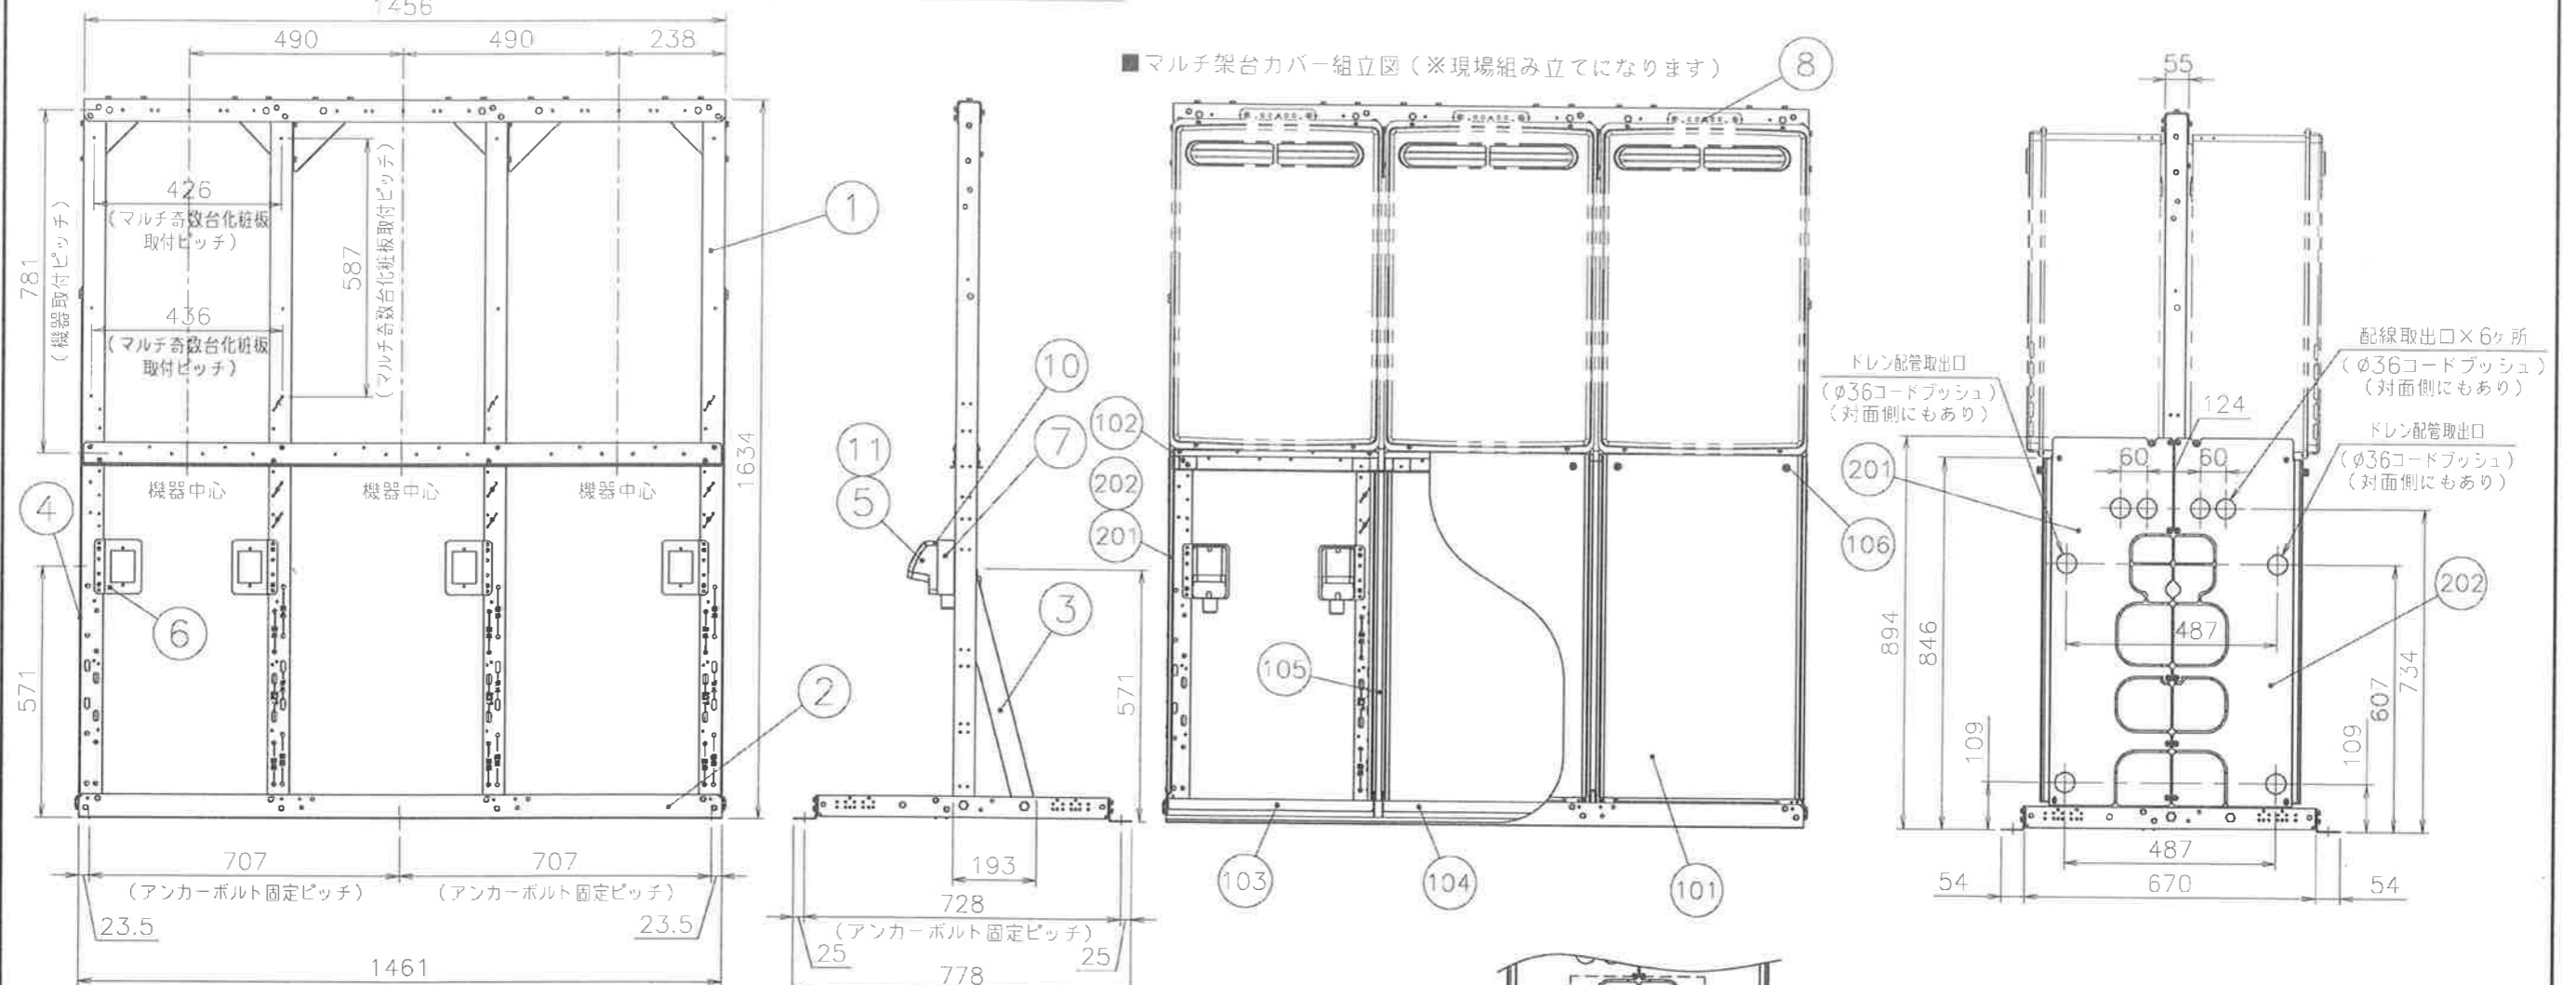 1456
490
490
238
781
(機器取付ピッチ)
426
(マルチ奇数台化粧板
取付ピッチ)
587
(マルチ奇数台化粧板取付ピッチ)
436
(マルチ奇数台化粧板
取付ピッチ)
1
1634
機器中心
機器中心
機器中心
4
6
571
2
707
(アンカーボルト固定ピッチ)
707
(アンカーボルト固定ピッチ)
23.5
23.5
1461
10
11
7
5
3
571
193
728
(アンカーボルト固定ピッチ)
25
25
778
■マルチ架台カバー組立図(※現場組み立てになります)
8
102
202
201
106
105
103
104
101
55
配線取出口×6ヶ所
(φ36コードブッシュ)
(対面側にもあり)
ドレン配管取出口
(φ36コードブッシュ)
(対面側にもあり)
124
ドレン配管取出口
(φ36コードブッシュ)
(対面側にもあり)
201
60
60
202
894
846
487
734
607
109
109
487
54
670
54